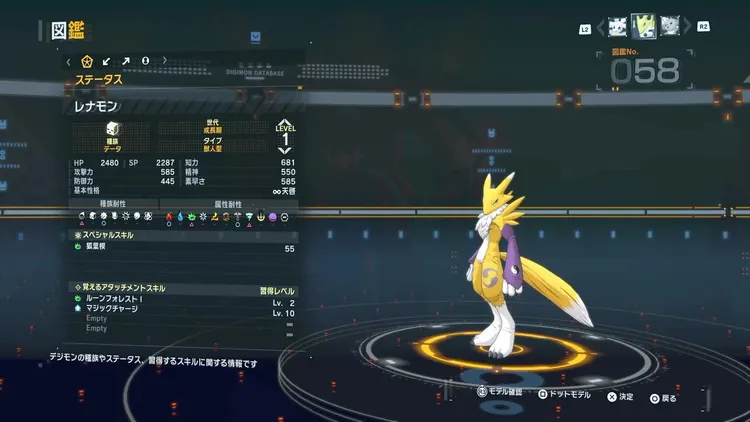 図鑑
L2
R2
図鑑No.
058
DIGIMON DATABASE
ステータス
レナモン
種族
データ
世代
成長期
タイプ
獣人型
LEVEL
1
HP 2480 SP 2287 知力 681
攻撃力 585 精神 550
防御力 445 素早さ 585
基本性格 天啓
種族耐性 属性耐性
スペシャルスキル
狐葉楔 55
覚えるアタッチメントスキル 習得レベル
ルーンフォレストI Lv. 2
マジックチャージ Lv. 10
Empty
Empty
デジモンの種族やステータス、習得するスキルに関する情報です
R3 モデル確認 ドットモデル 決定 戻る